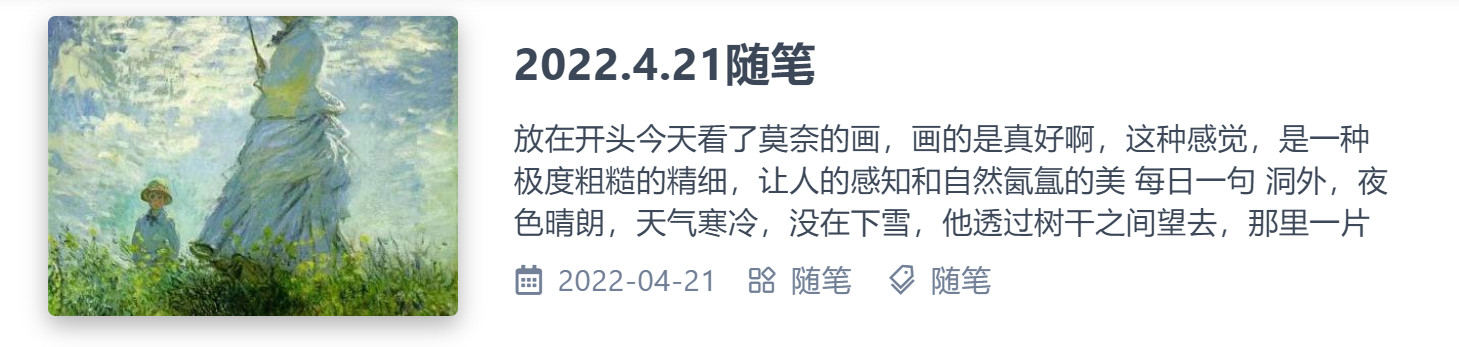 2022.4.21随笔
放在开头今天看了莫奈的画，画的是真好啊，这种感觉，是一种
极度粗糙的精细，让人的感知和自然氤氲的美 每日一句 洞外，夜
色晴朗，天气寒冷，没在下雪，他透过树干之间望去，那里一片
2022-04-21 随笔 随笔